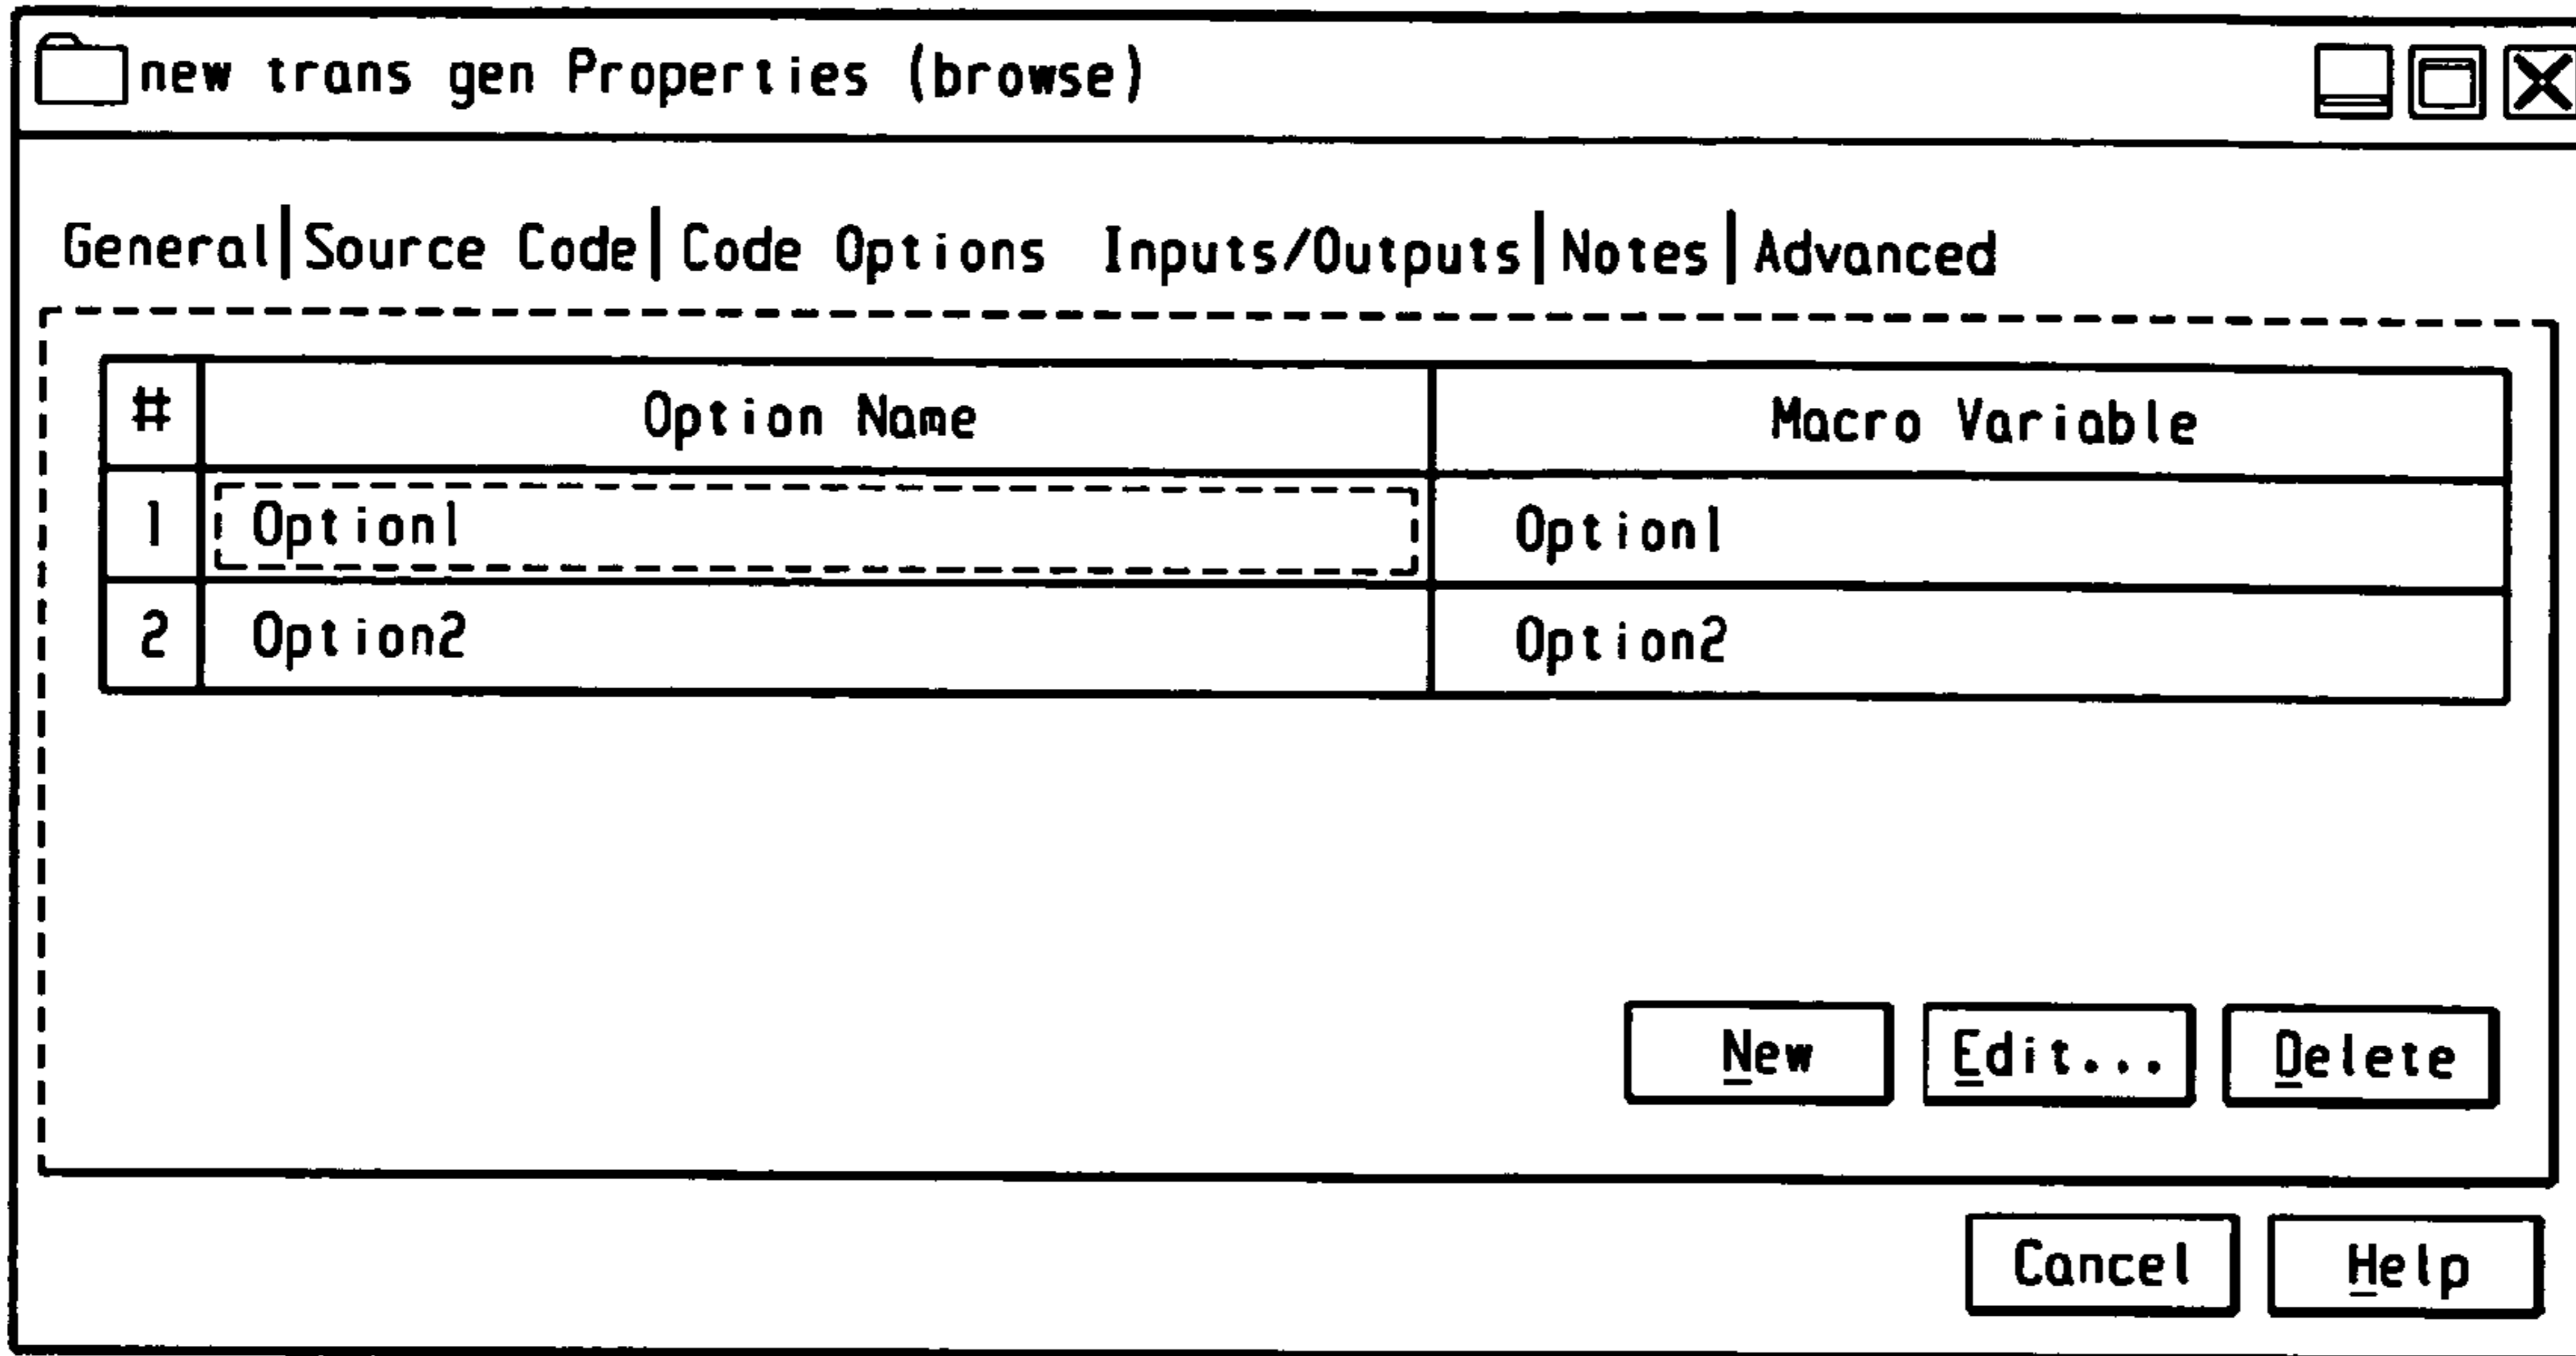 new trans gen Properties (browse)
General|Source Code|Code Options Inputs/Outputs|Notes|Advanced
# Option Name Macro Variable
1 Option1 Option1
2 Option2 Option2
New Edit... Delete
Cancel Help